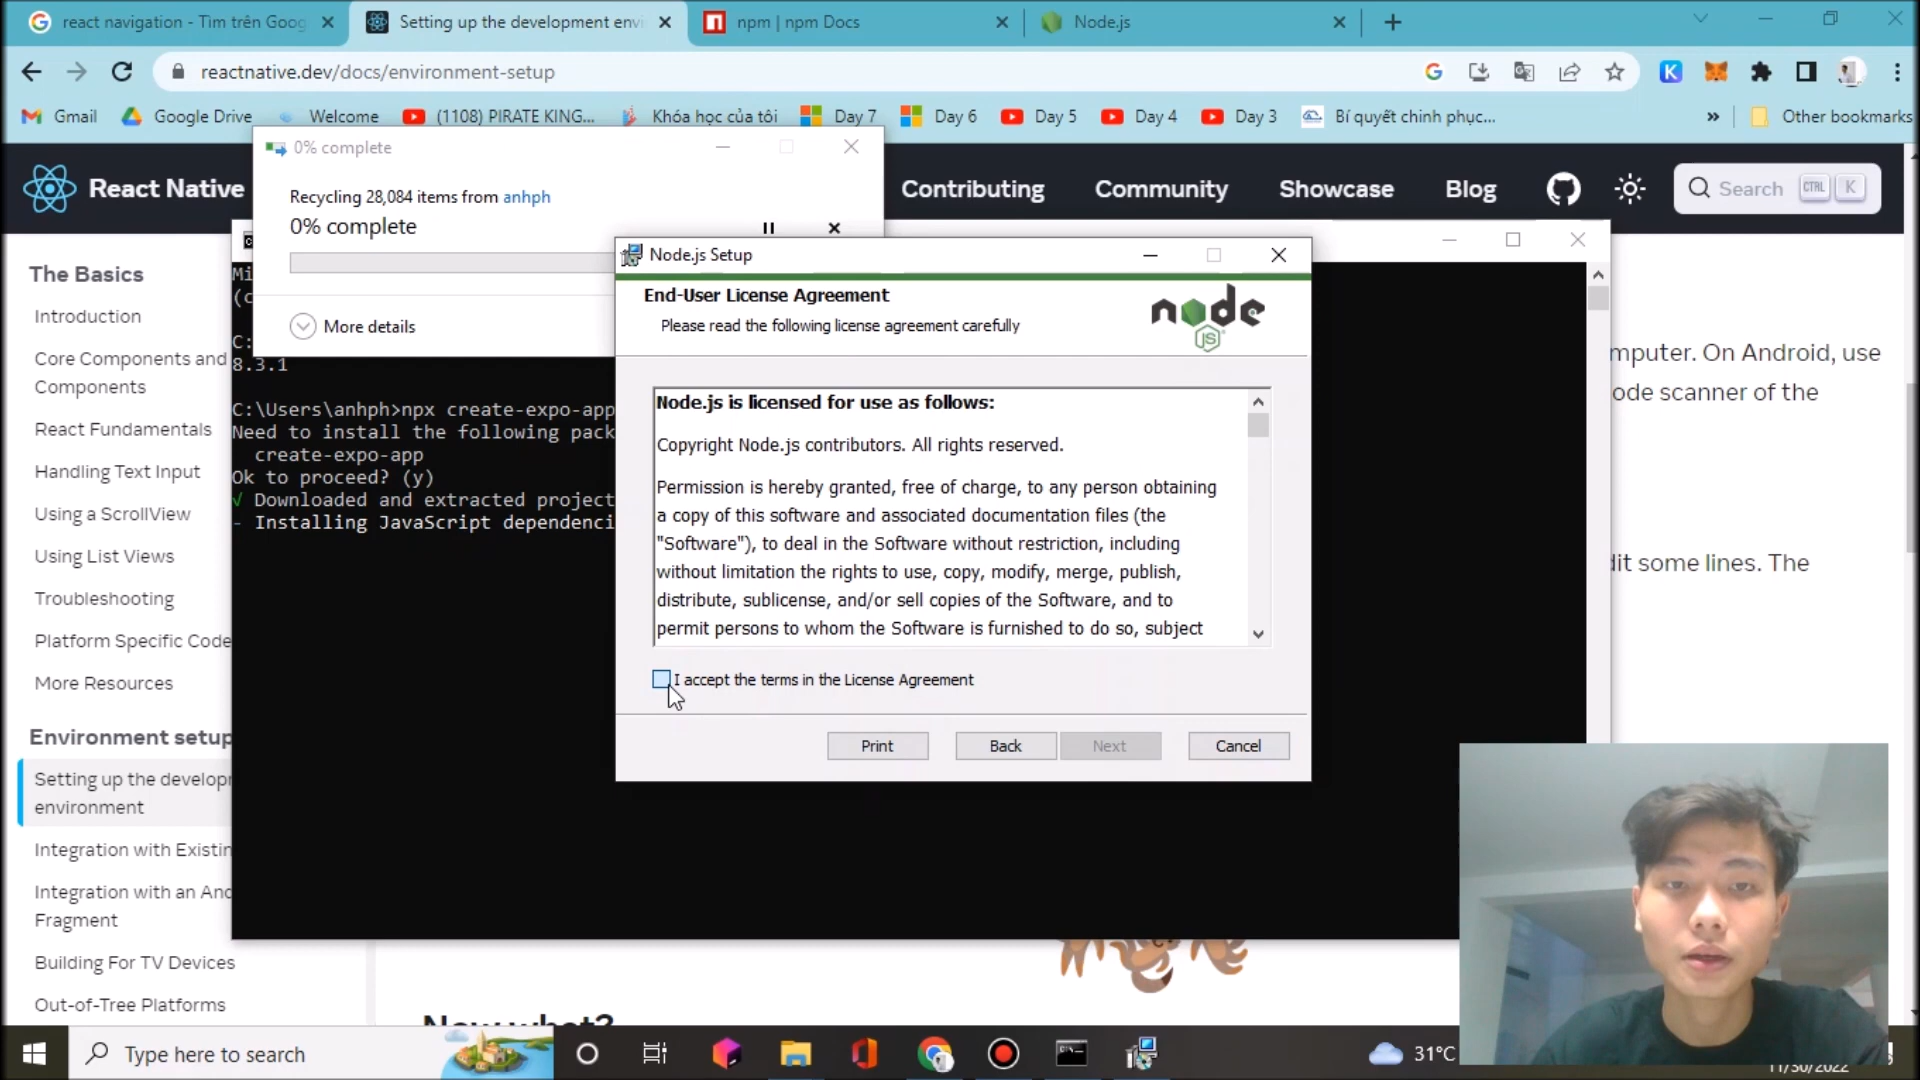 react navigation - Tìm trên Goog
Setting up the development envi
npm | npm Docs
Node.js
reactnative.dev/docs/environment-setup
Gmail
Google Drive
Welcome
(1108) PIRATE KING...
Khóa học của tôi
Day 7
Day 6
Day 5
Day 4
Day 3
Bí quyết chinh phục...
»
Other bookmarks
React Native
Contributing
Community
Showcase
Blog
Search
CTRL
K
0% complete
Recycling 28,084 items from anhph
0% complete
More details
The Basics
Introduction
Core Components and
Components
React Fundamentals
Handling Text Input
Using a ScrollView
Using List Views
Troubleshooting
Platform Specific Code
More Resources
Environment setup
Setting up the develop
environment
Integration with Existin
Integration with an And
Fragment
Building For TV Devices
Out-of-Tree Platforms
Mi
(c
C:
8.3.1
C:\Users\anhph>npx create-expo-app
Need to install the following pack
create-expo-app
Ok to proceed? (y)
√ Downloaded and extracted project
- Installing JavaScript dependenci
Node.js Setup
End-User License Agreement
Please read the following license agreement carefully
node
JS
Node.js is licensed for use as follows:
Copyright Node.js contributors. All rights reserved.
Permission is hereby granted, free of charge, to any person obtaining
a copy of this software and associated documentation files (the
"Software"), to deal in the Software without restriction, including
without limitation the rights to use, copy, modify, merge, publish,
distribute, sublicense, and/or sell copies of the Software, and to
permit persons to whom the Software is furnished to do so, subject
I accept the terms in the License Agreement
Print
Back
Next
Cancel
mputer. On Android, use
ode scanner of the
dit some lines. The
Now what?
Type here to search
31°C
11/30/2022